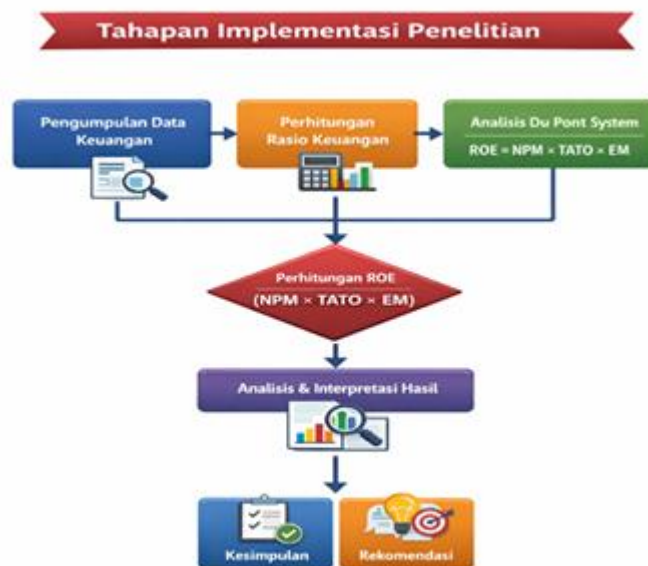 Tahapan Implementasi Penelitian
Pengumpulan Data
Keuangan
Perhitungan
Rasio Keuangan
Analisis Du Pont System
ROE = NPM × TATO × EM
Perhitungan ROE
(NPM × TATO × EM)
Analisis & Interpretasi Hasil
Kesimpulan
Rekomendasi